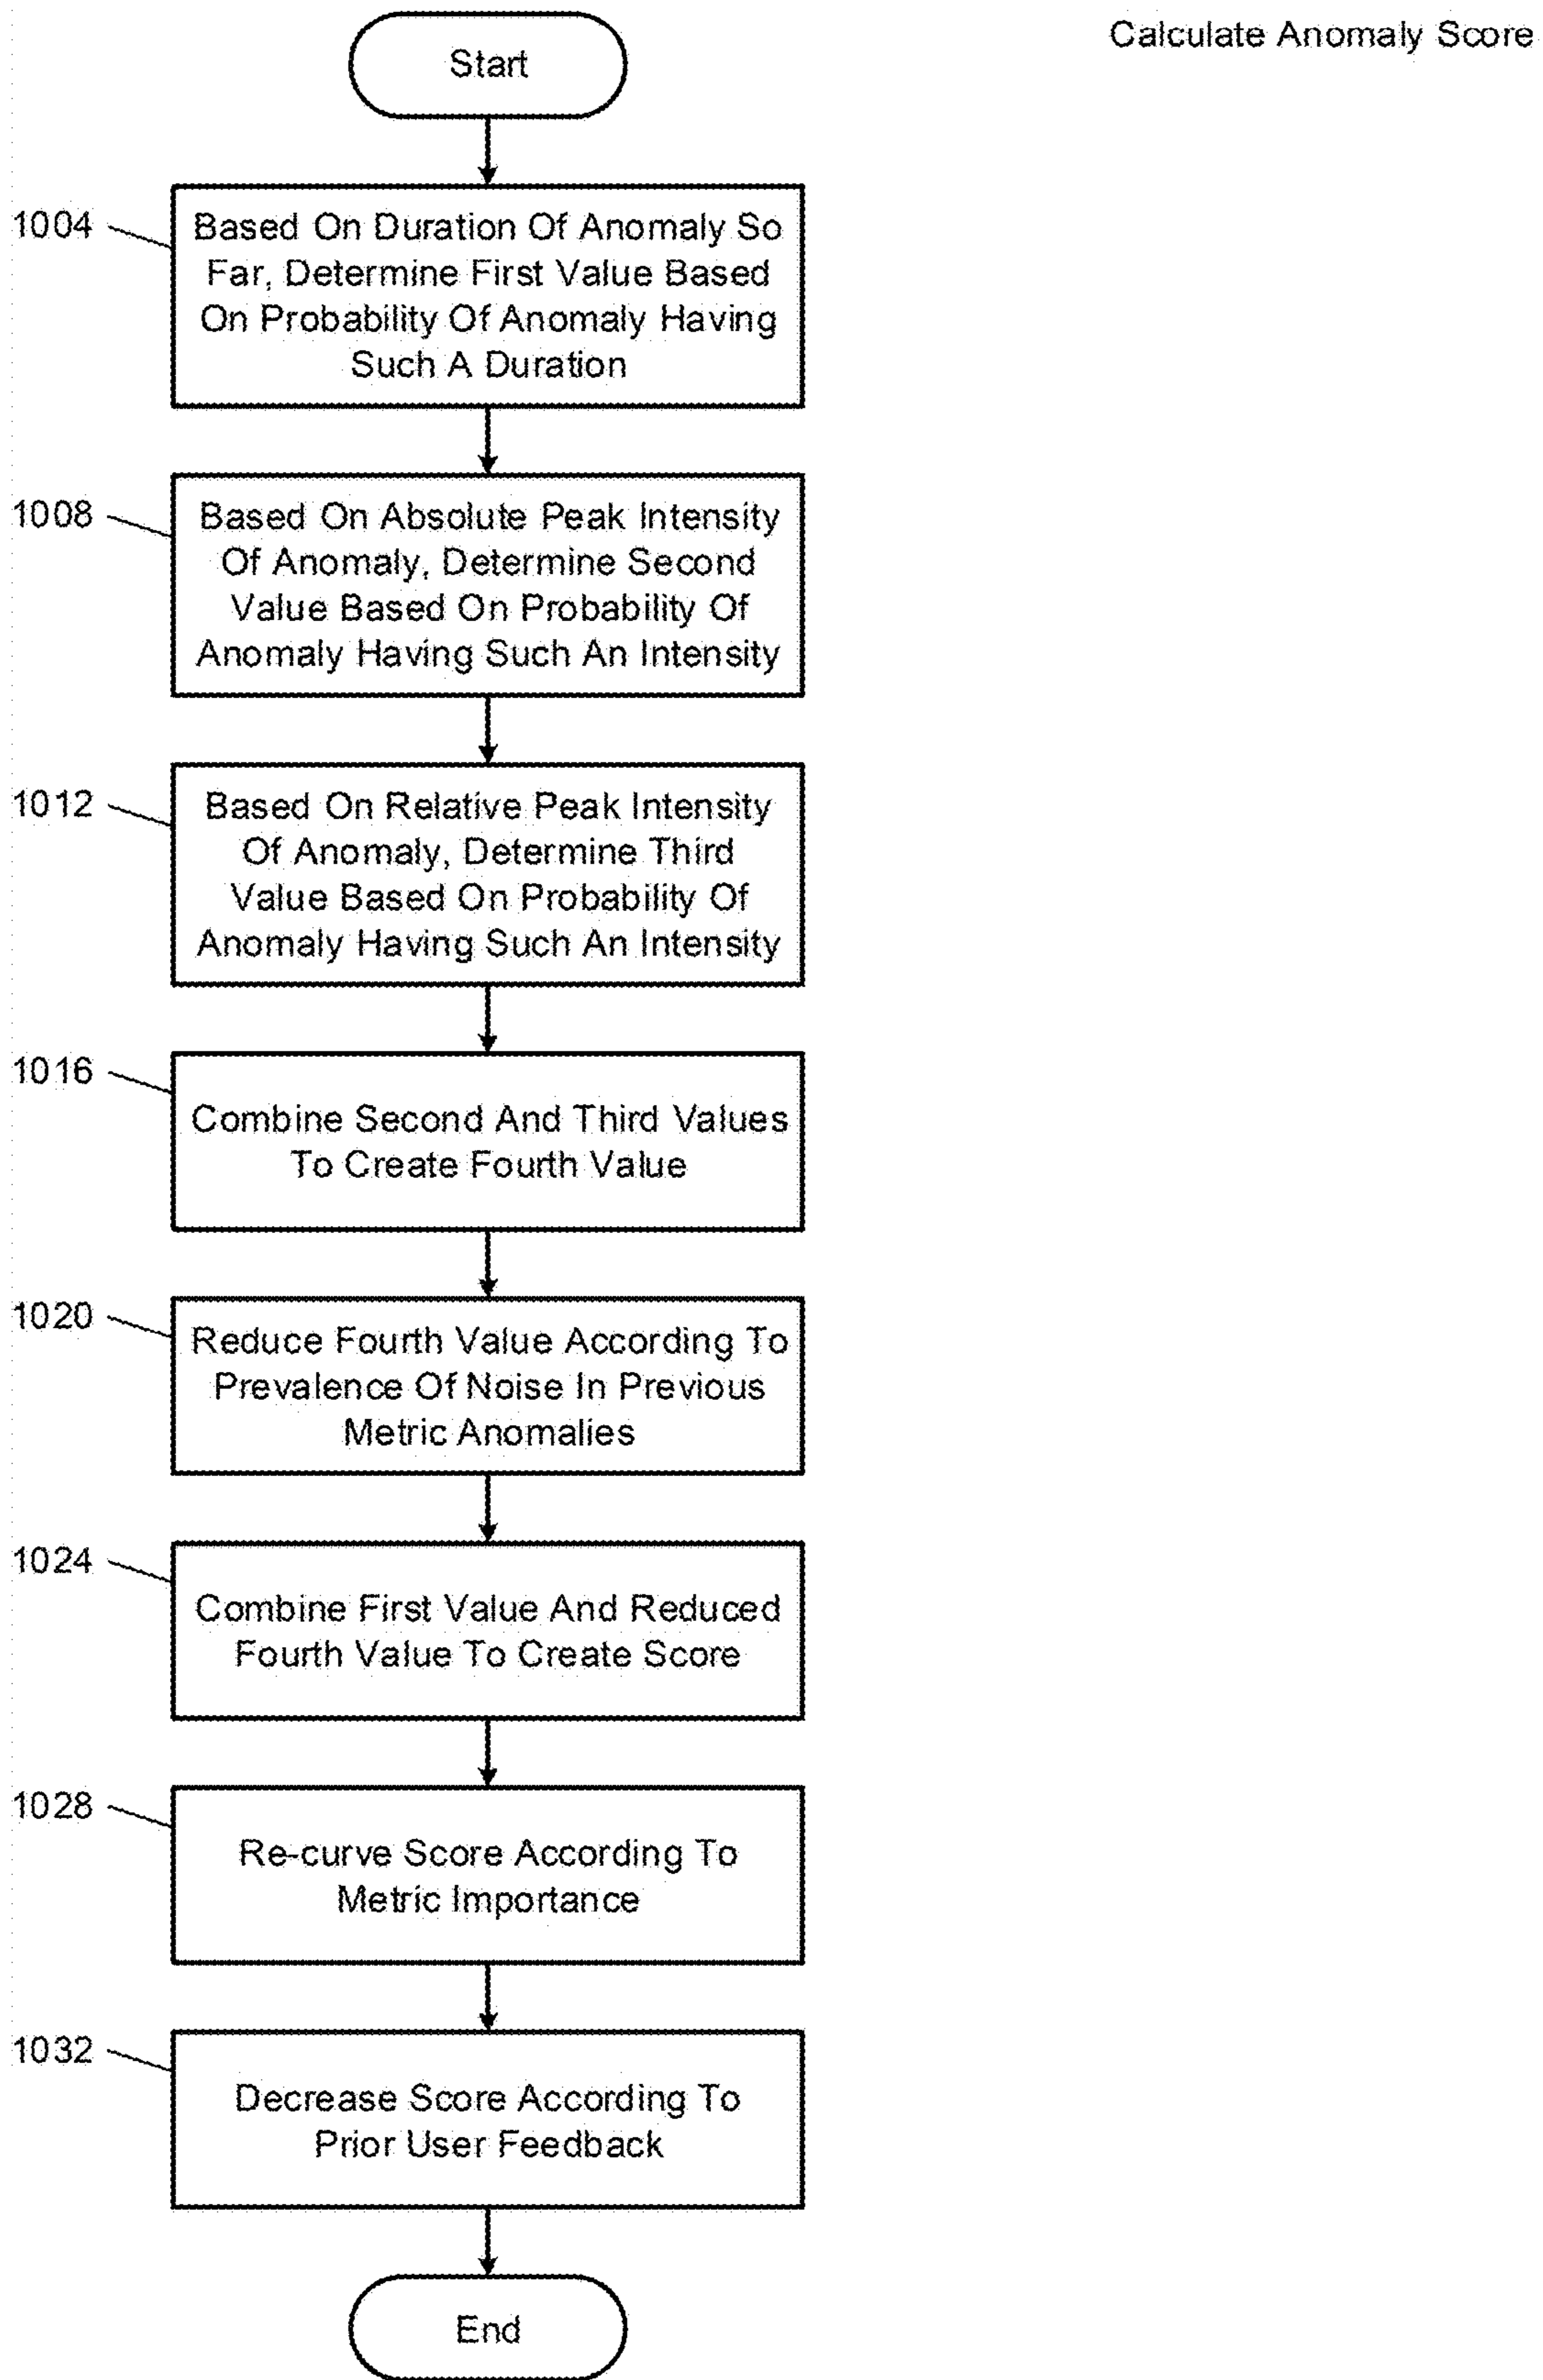 Calculate Anomaly Score
Start
1004
Based On Duration Of Anomaly So
Far, Determine First Value Based
On Probability Of Anomaly Having
Such A Duration
1008
Based On Absolute Peak Intensity
Of Anomaly, Determine Second
Value Based On Probability Of
Anomaly Having Such An Intensity
1012
Based On Relative Peak Intensity
Of Anomaly, Determine Third
Value Based On Probability Of
Anomaly Having Such An Intensity
1016
Combine Second And Third Values
To Create Fourth Value
1020
Reduce Fourth Value According To
Prevalence Of Noise In Previous
Metric Anomalies
1024
Combine First Value And Reduced
Fourth Value To Create Score
1028
Re-curve Score According To
Metric Importance
1032
Decrease Score According To
Prior User Feedback
End